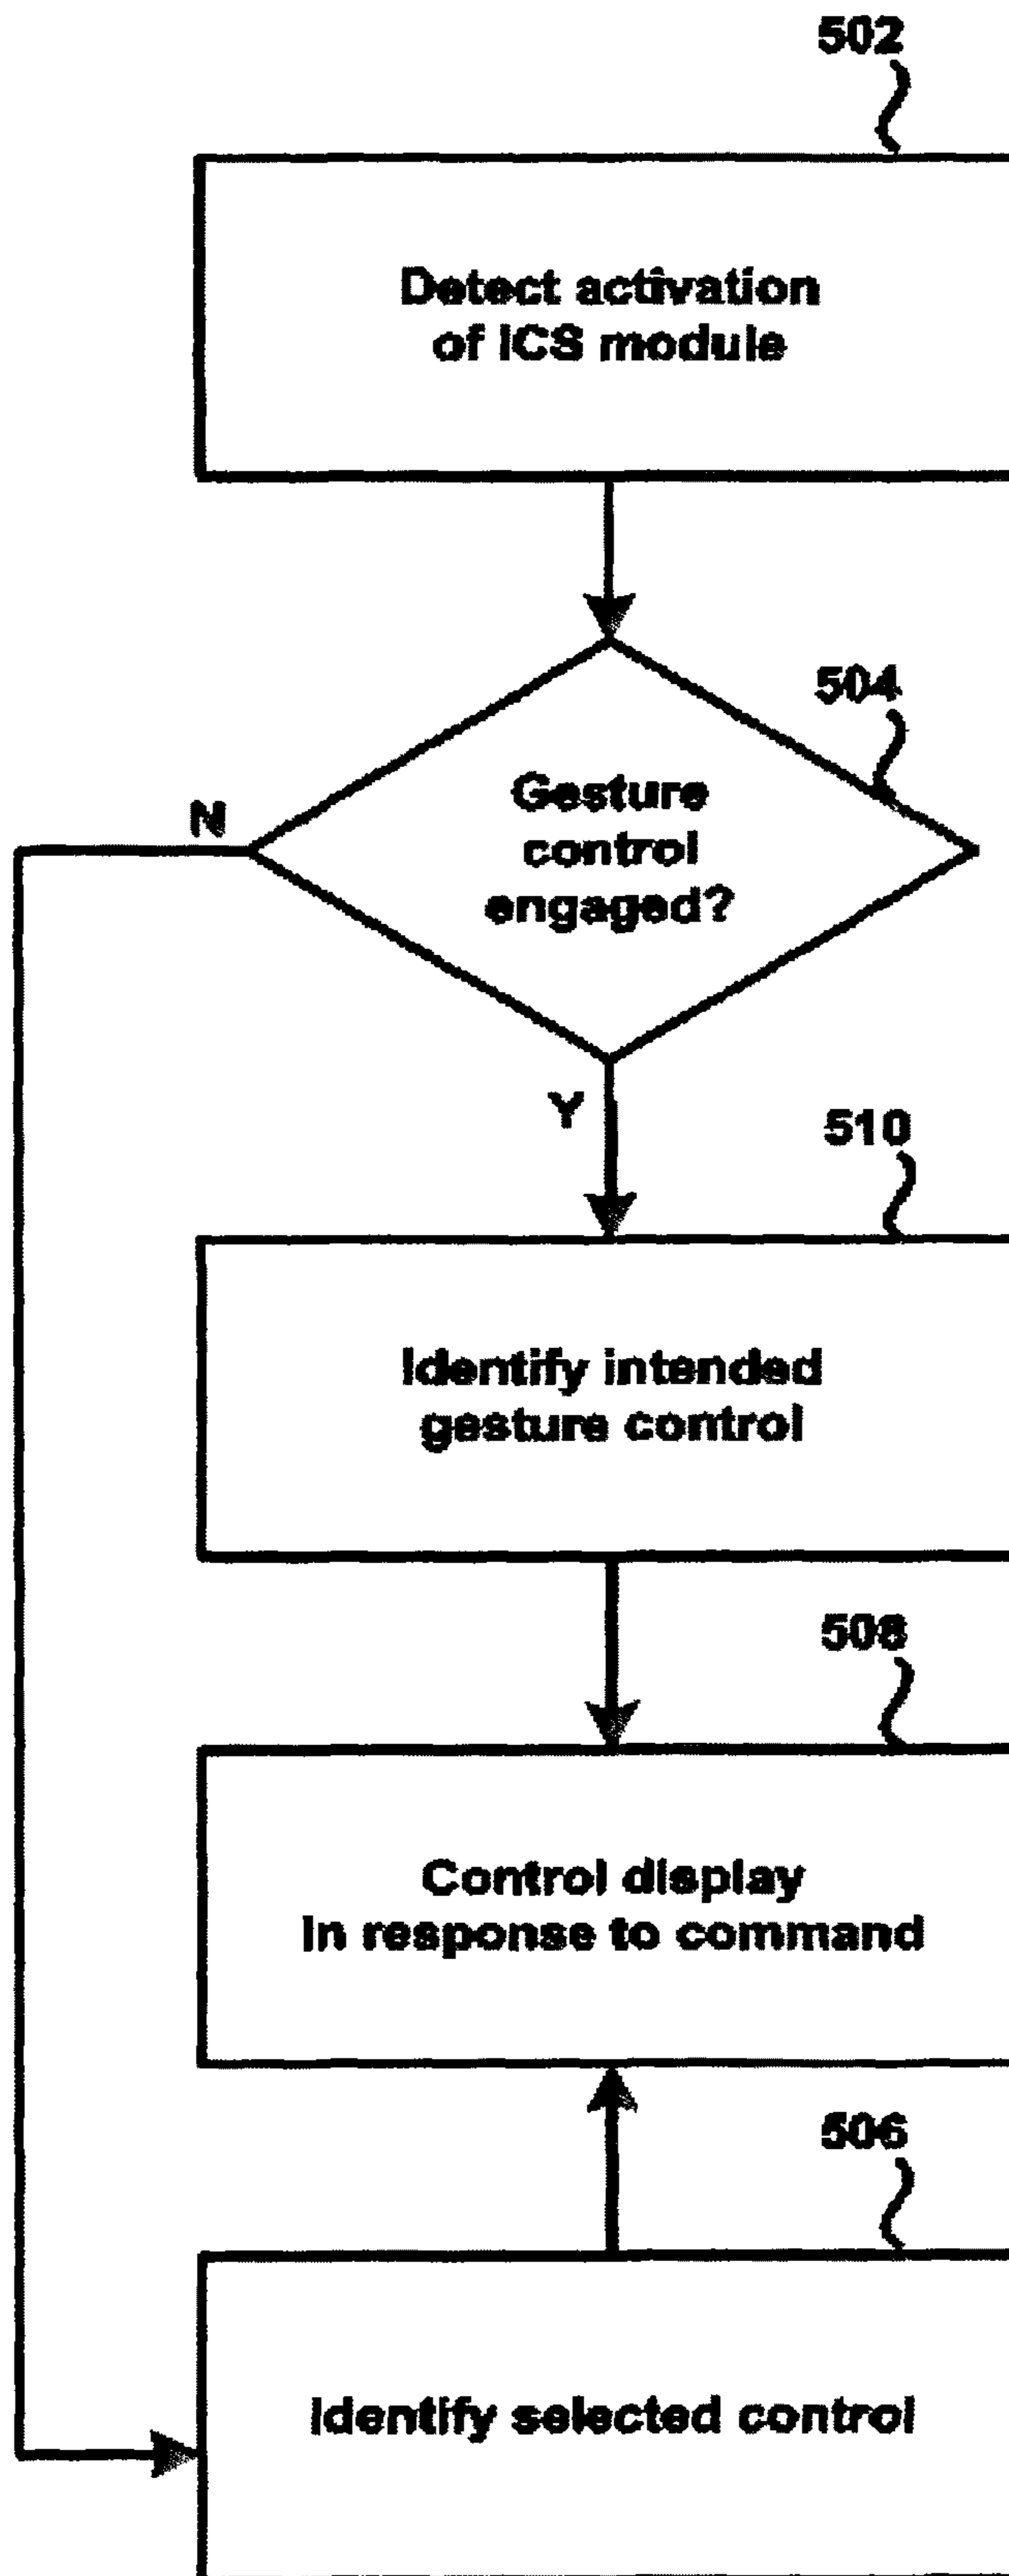 502
Detect activation
of ICS module
504
N
Gesture
control
engaged?
Y
510
Identify intended
gesture control
508
Control display
in response to command
506
Identify selected control